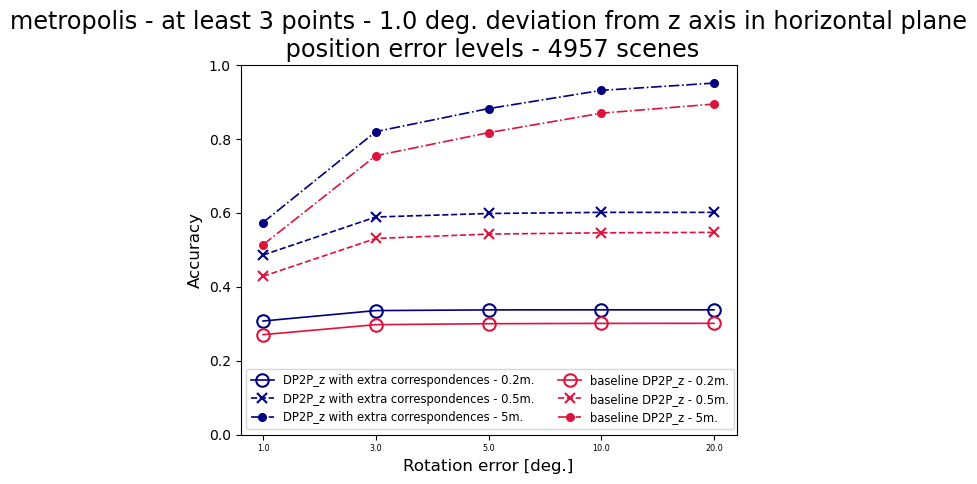 metropolis - at least 3 points - 1.0 deg. deviation from z axis in horizontal plane
position error levels - 4957 scenes
1.0
0.8
0.6
0.4
0.2
0.0
Accuracy
DP2P_z with extra correspondences - 0.2m.
DP2P_z with extra correspondences - 0.5m.
DP2P_z with extra correspondences - 5m.
baseline DP2P_z - 0.2m.
baseline DP2P_z - 0.5m.
baseline DP2P_z - 5m.
1.0 3.0 5.0 10.0 20.0
Rotation error [deg.]